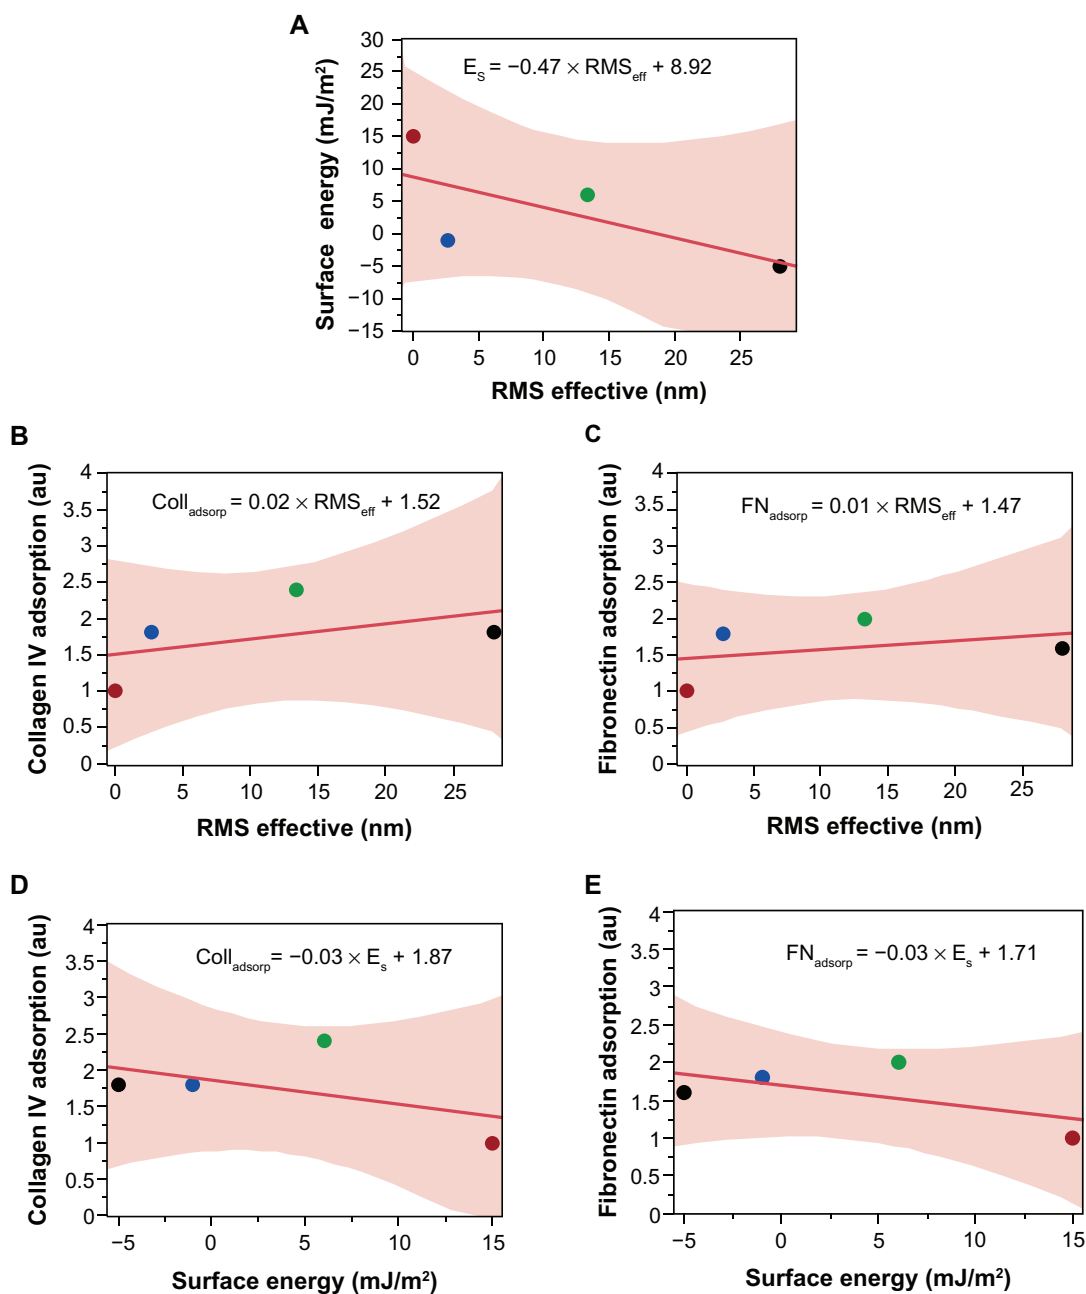 A
30
25
20
15
10
5
0
−5
−10
−15
Surface energy (mJ/m²)
E_S = −0.47 × RMS_eff + 8.92
0 5 10 15 20 25
RMS effective (nm)
B
4
3.5
3
2.5
2
1.5
1
0.5
0
Collagen IV adsorption (au)
Coll_adsorp = 0.02 × RMS_eff + 1.52
0 5 10 15 20 25
RMS effective (nm)
C
4
3.5
3
2.5
2
1.5
1
0.5
0
Fibronectin adsorption (au)
FN_adsorp = 0.01 × RMS_eff + 1.47
0 5 10 15 20 25
RMS effective (nm)
D
4
3.5
3
2.5
2
1.5
1
0.5
0
Collagen IV adsorption (au)
Coll_adsorp = −0.03 × E_s + 1.87
−5 0 5 10 15
Surface energy (mJ/m²)
E
4
3.5
3
2.5
2
1.5
1
0.5
0
Fibronectin adsorption (au)
FN_adsorp = −0.03 × E_s + 1.71
−5 0 5 10 15
Surface energy (mJ/m²)